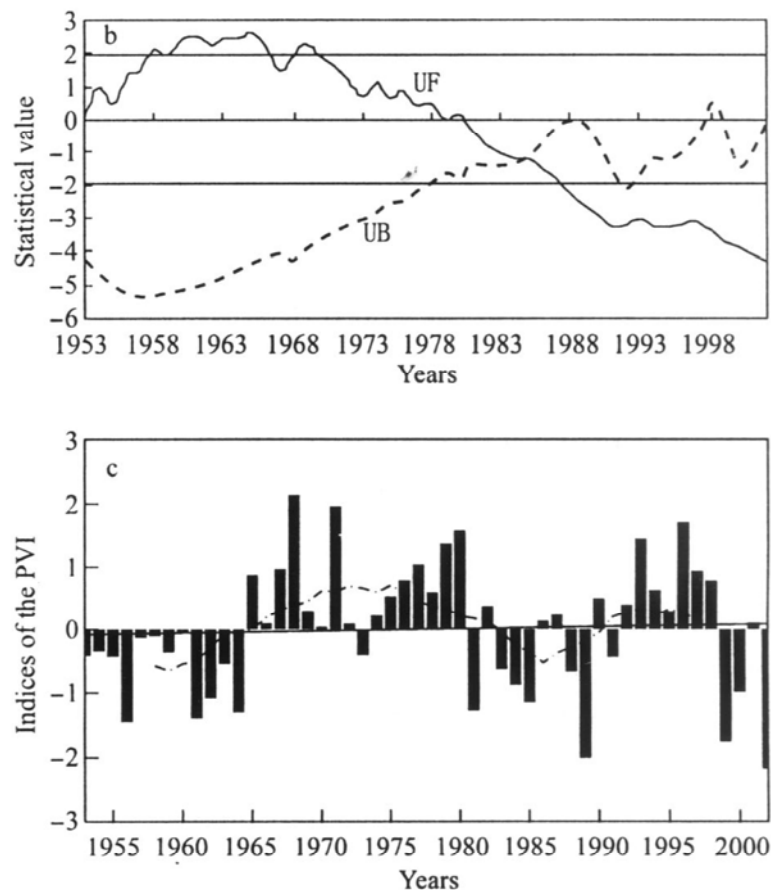 b
3
2
1
0
−1
−2
−3
−4
−5
−6
Statistical value
UF
UB
1953 1958 1963 1968 1973 1978 1983 1988 1993 1998
Years
c
3
2
1
0
−1
−2
−3
Indices of the PVI
1955 1960 1965 1970 1975 1980 1985 1990 1995 2000
Years